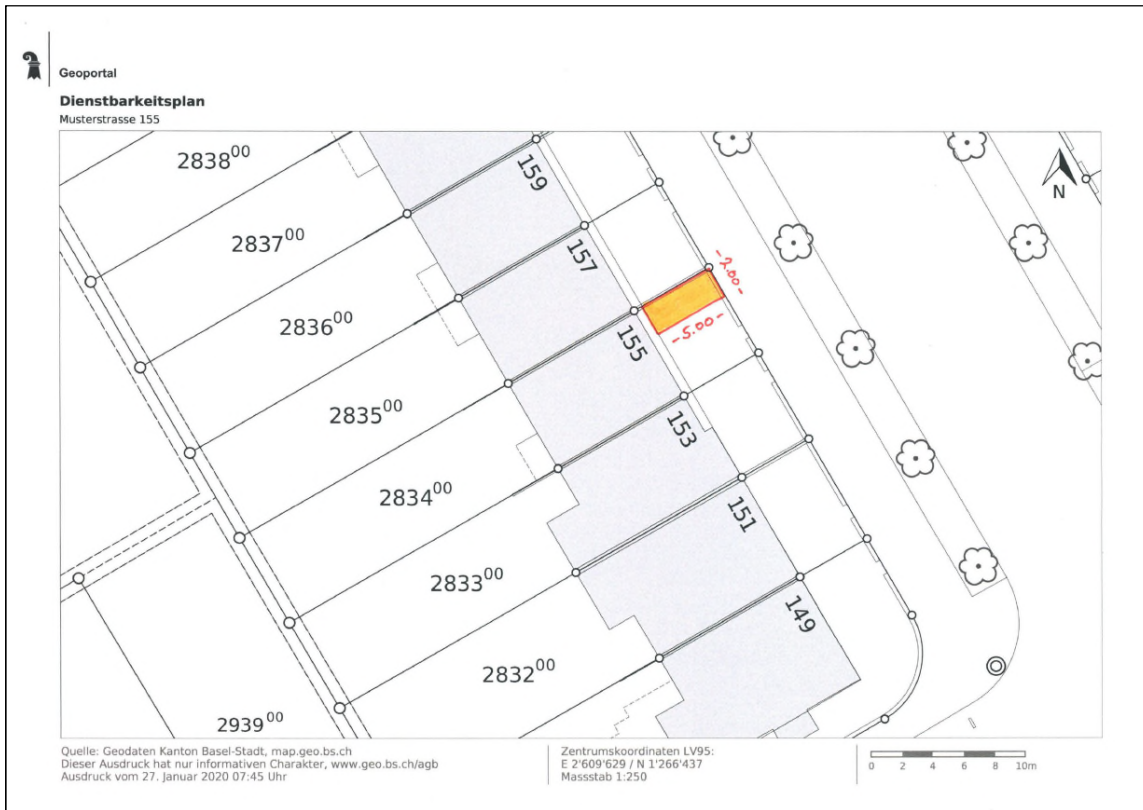 Geoportal
Dienstbarkeitsplan
Musterstrasse 155
2838⁰⁰
159
2837⁰⁰
N
157
-2.00-
2836⁰⁰
155
-5.00-
2835⁰⁰
153
2834⁰⁰
151
2833⁰⁰
149
2832⁰⁰
2939⁰⁰
Quelle: Geodaten Kanton Basel-Stadt, map.geo.bs.ch
Dieser Ausdruck hat nur informativen Charakter, www.geo.bs.ch/agb
Ausdruck vom 27. Januar 2020 07:45 Uhr
Zentrumskoordinaten LV95:
E 2'609'629 / N 1'266'437
Massstab 1:250
0 2 4 6 8 10m